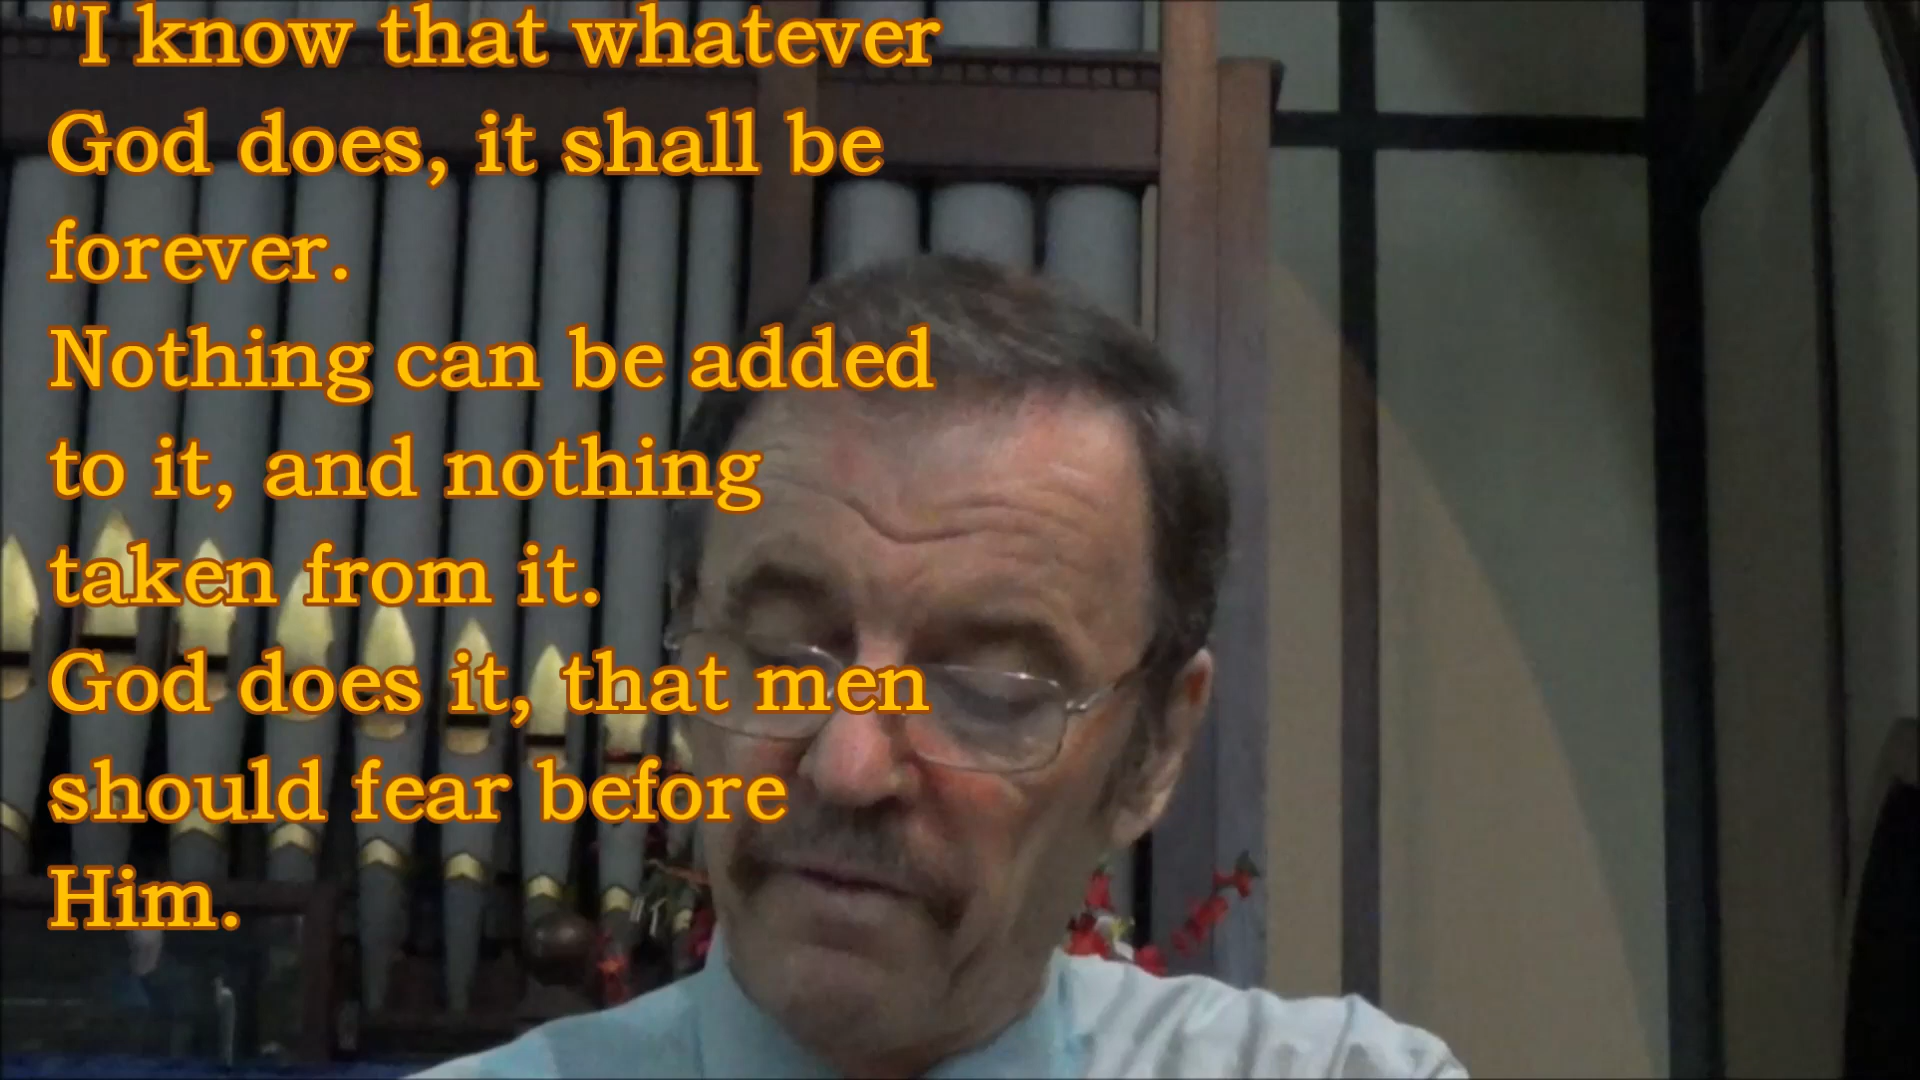 "I know that whatever
God does, it shall be
forever.
Nothing can be added
to it, and nothing
taken from it.
God does it, that men
should fear before
Him.